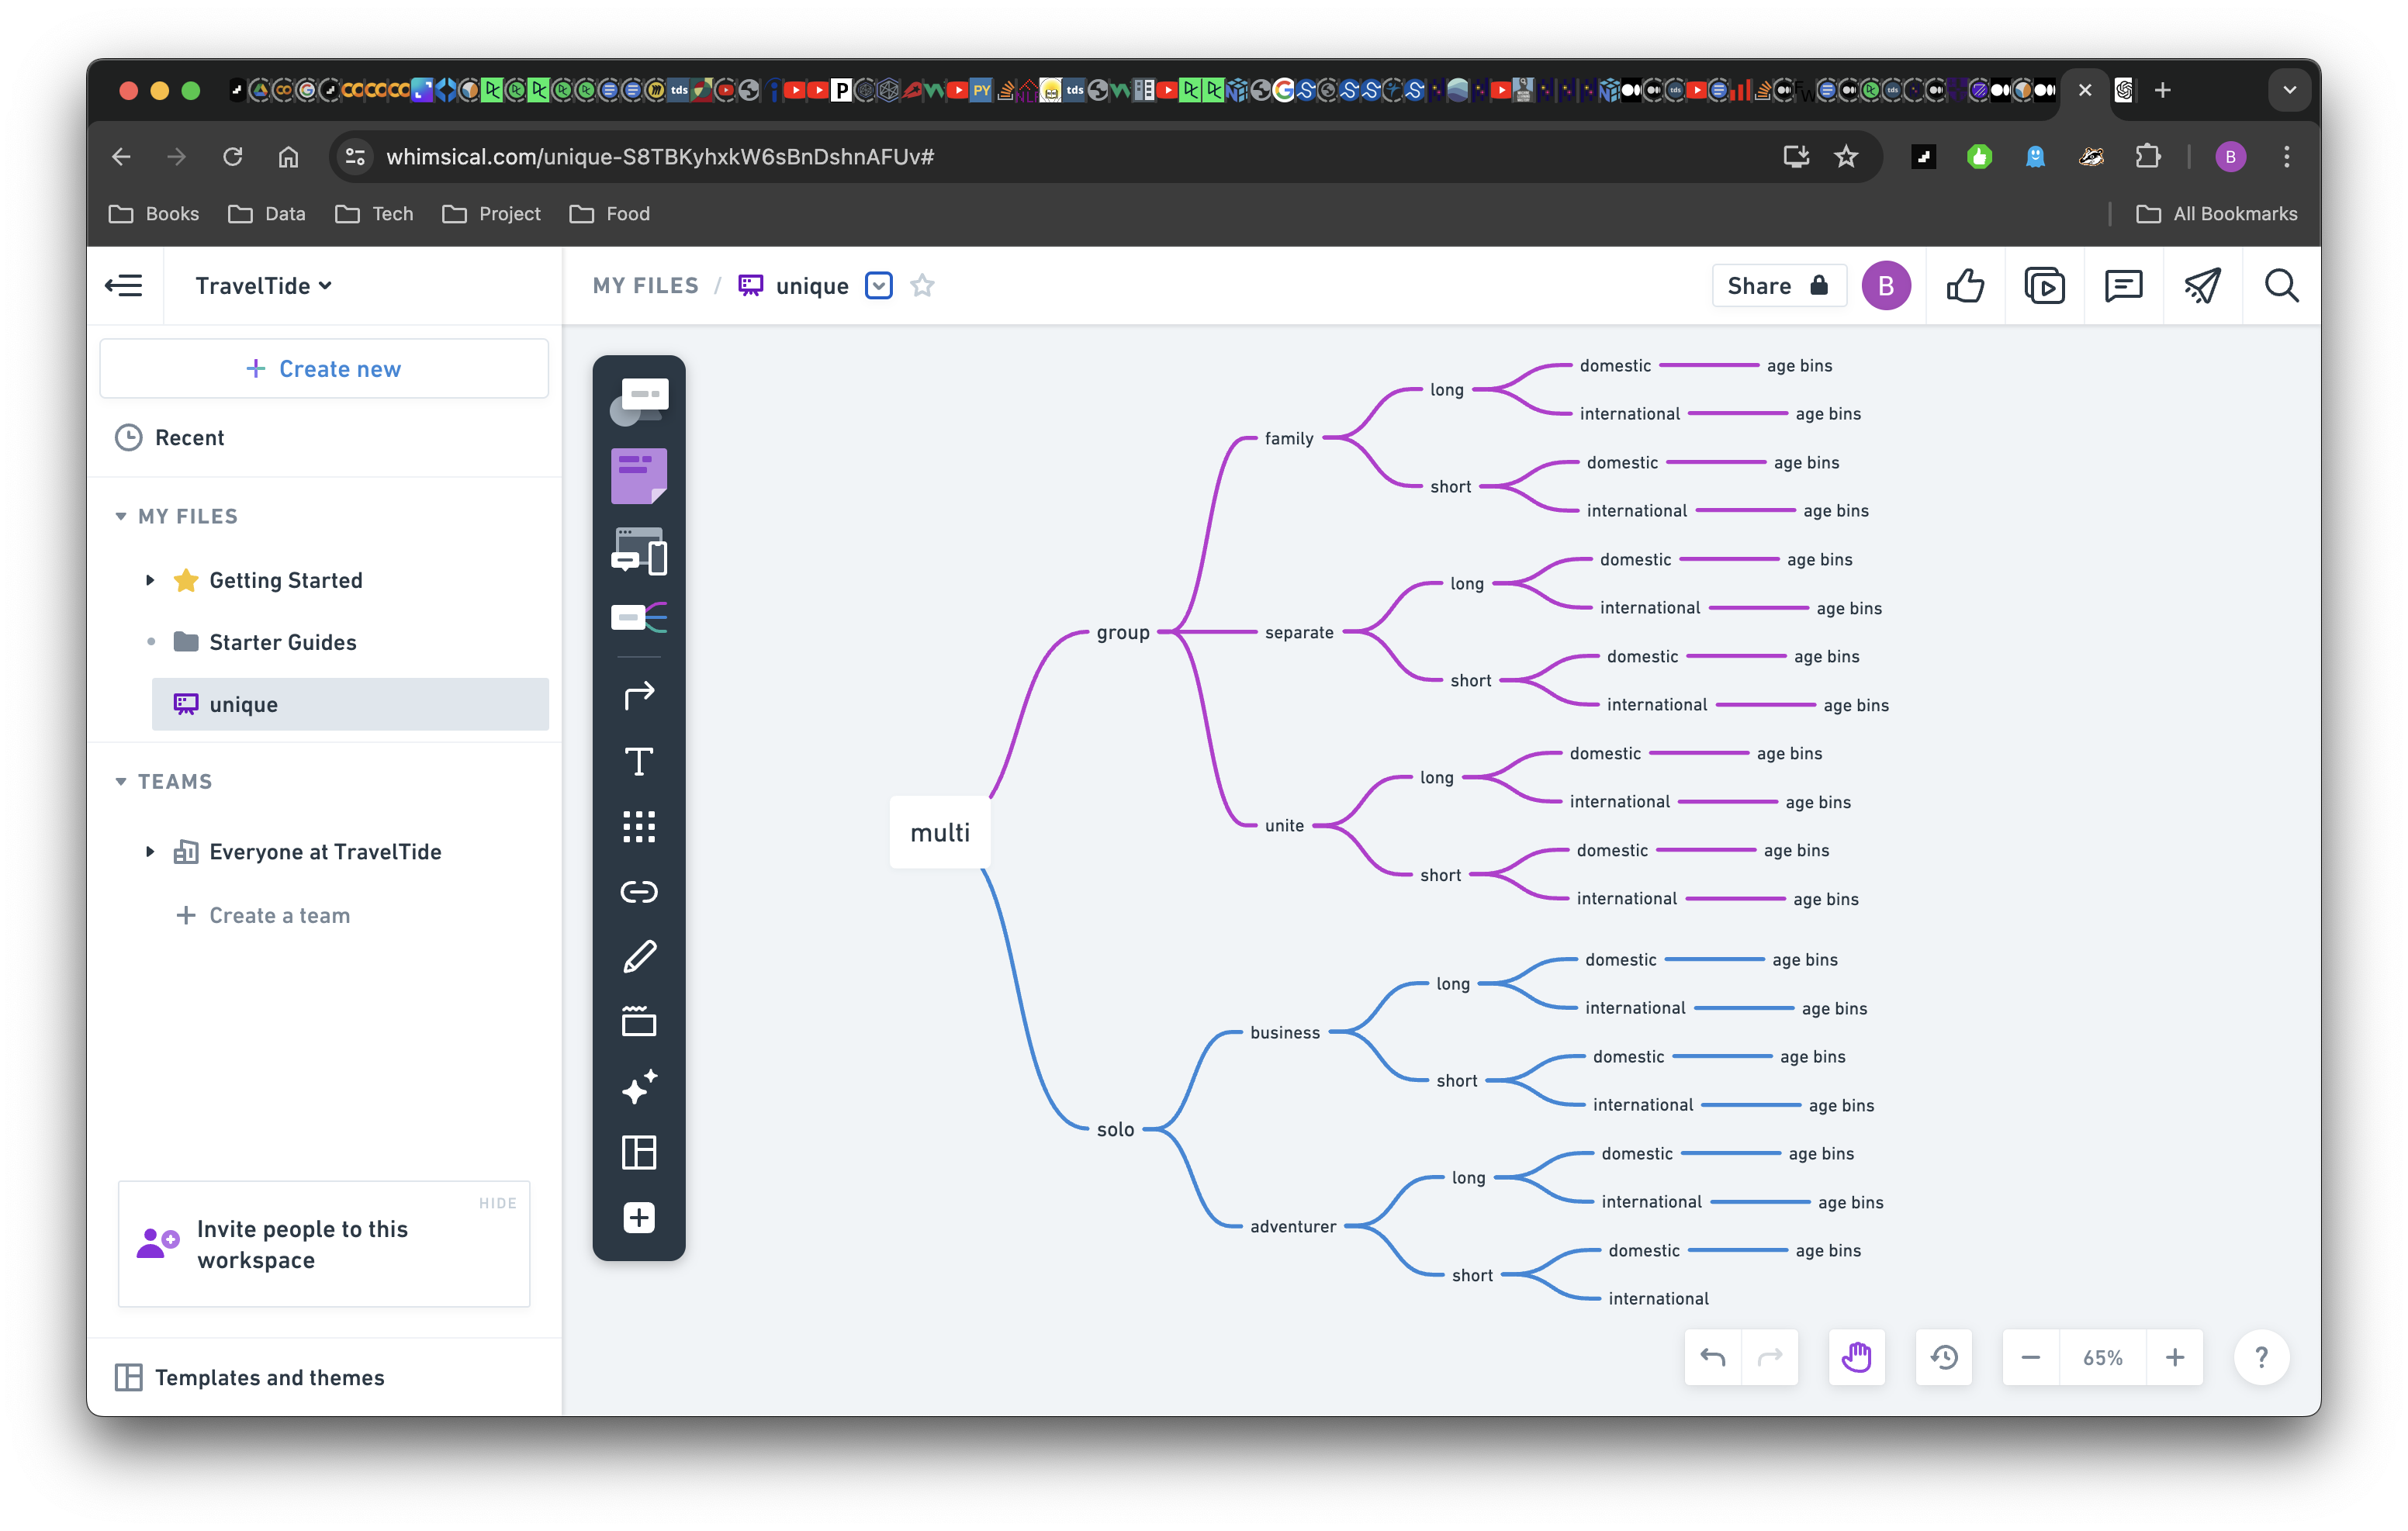 tds
P
PY
tds
tds
tds
whimsical.com/unique-S8TBKyhxkW6sBnDshnAFUv#
B
Books
Data
Tech
Project
Food
All Bookmarks
TravelTide
MY FILES / unique
Share
B
Create new
Recent
MY FILES
Getting Started
Starter Guides
unique
TEAMS
Everyone at TravelTide
Create a team
HIDE
Invite people to this
workspace
Templates and themes
multi
group
family
long
domestic
age bins
international
age bins
short
domestic
age bins
international
age bins
separate
long
domestic
age bins
international
age bins
short
domestic
age bins
international
age bins
unite
long
domestic
age bins
international
age bins
short
domestic
age bins
international
age bins
solo
business
long
domestic
age bins
international
age bins
short
domestic
age bins
international
age bins
adventurer
long
domestic
age bins
international
age bins
short
domestic
age bins
international
65%
?